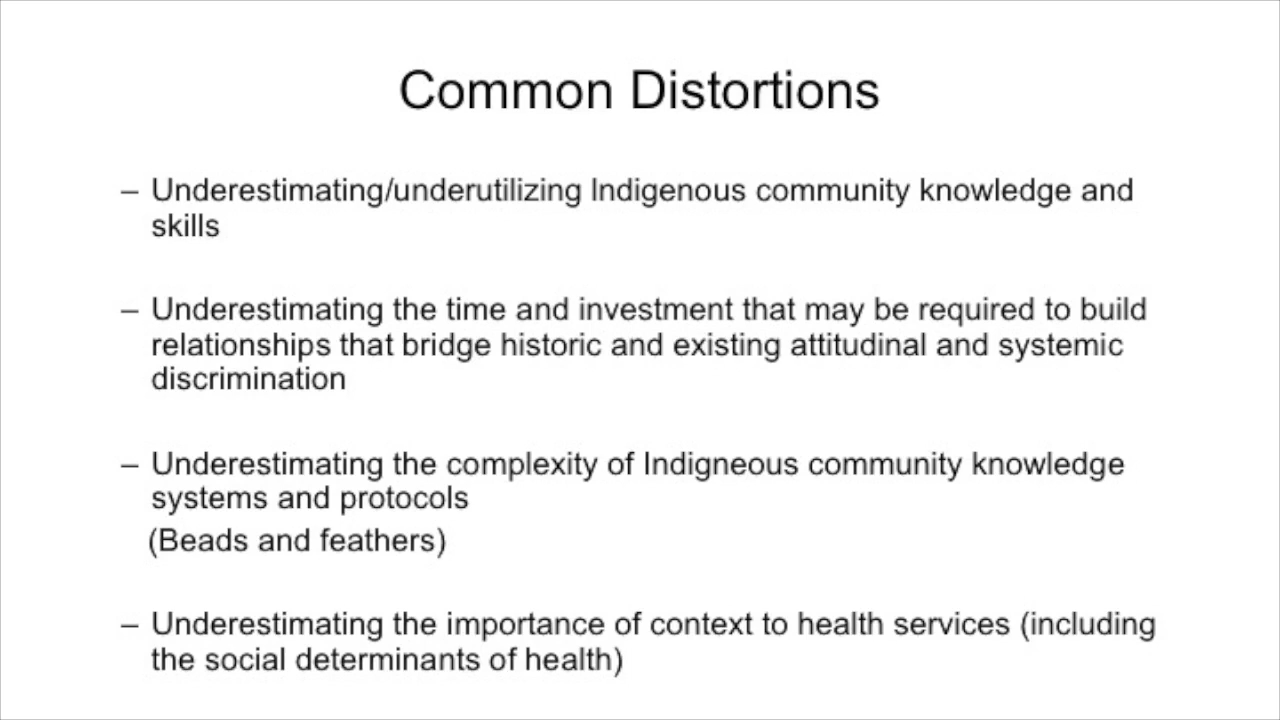 Common Distortions
– Underestimating/underutilizing Indigenous community knowledge and
skills
– Underestimating the time and investment that may be required to build
relationships that bridge historic and existing attitudinal and systemic
discrimination
– Underestimating the complexity of Indigneous community knowledge
systems and protocols
(Beads and feathers)
– Underestimating the importance of context to health services (including
the social determinants of health)